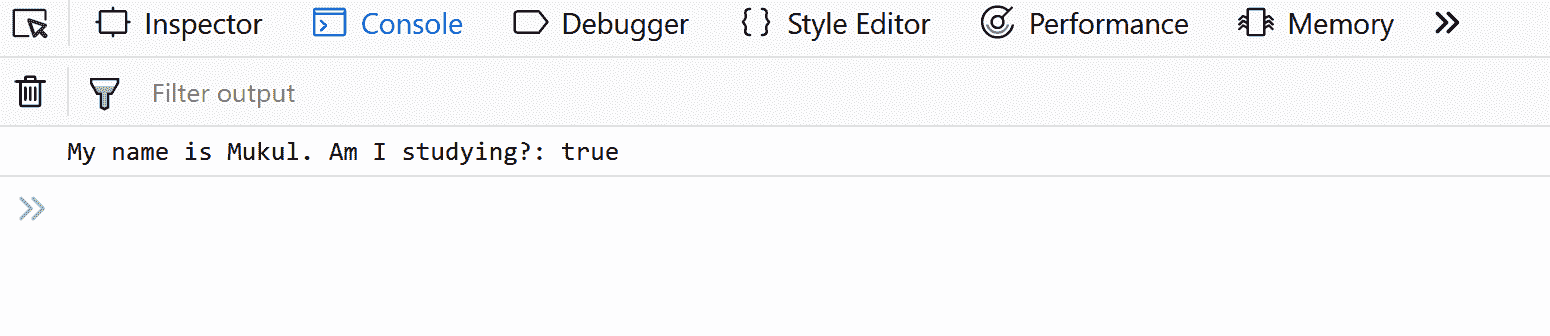 Inspector Console Debugger Style Editor Performance Memory
Filter output
My name is Mukul. Am I studying?: true